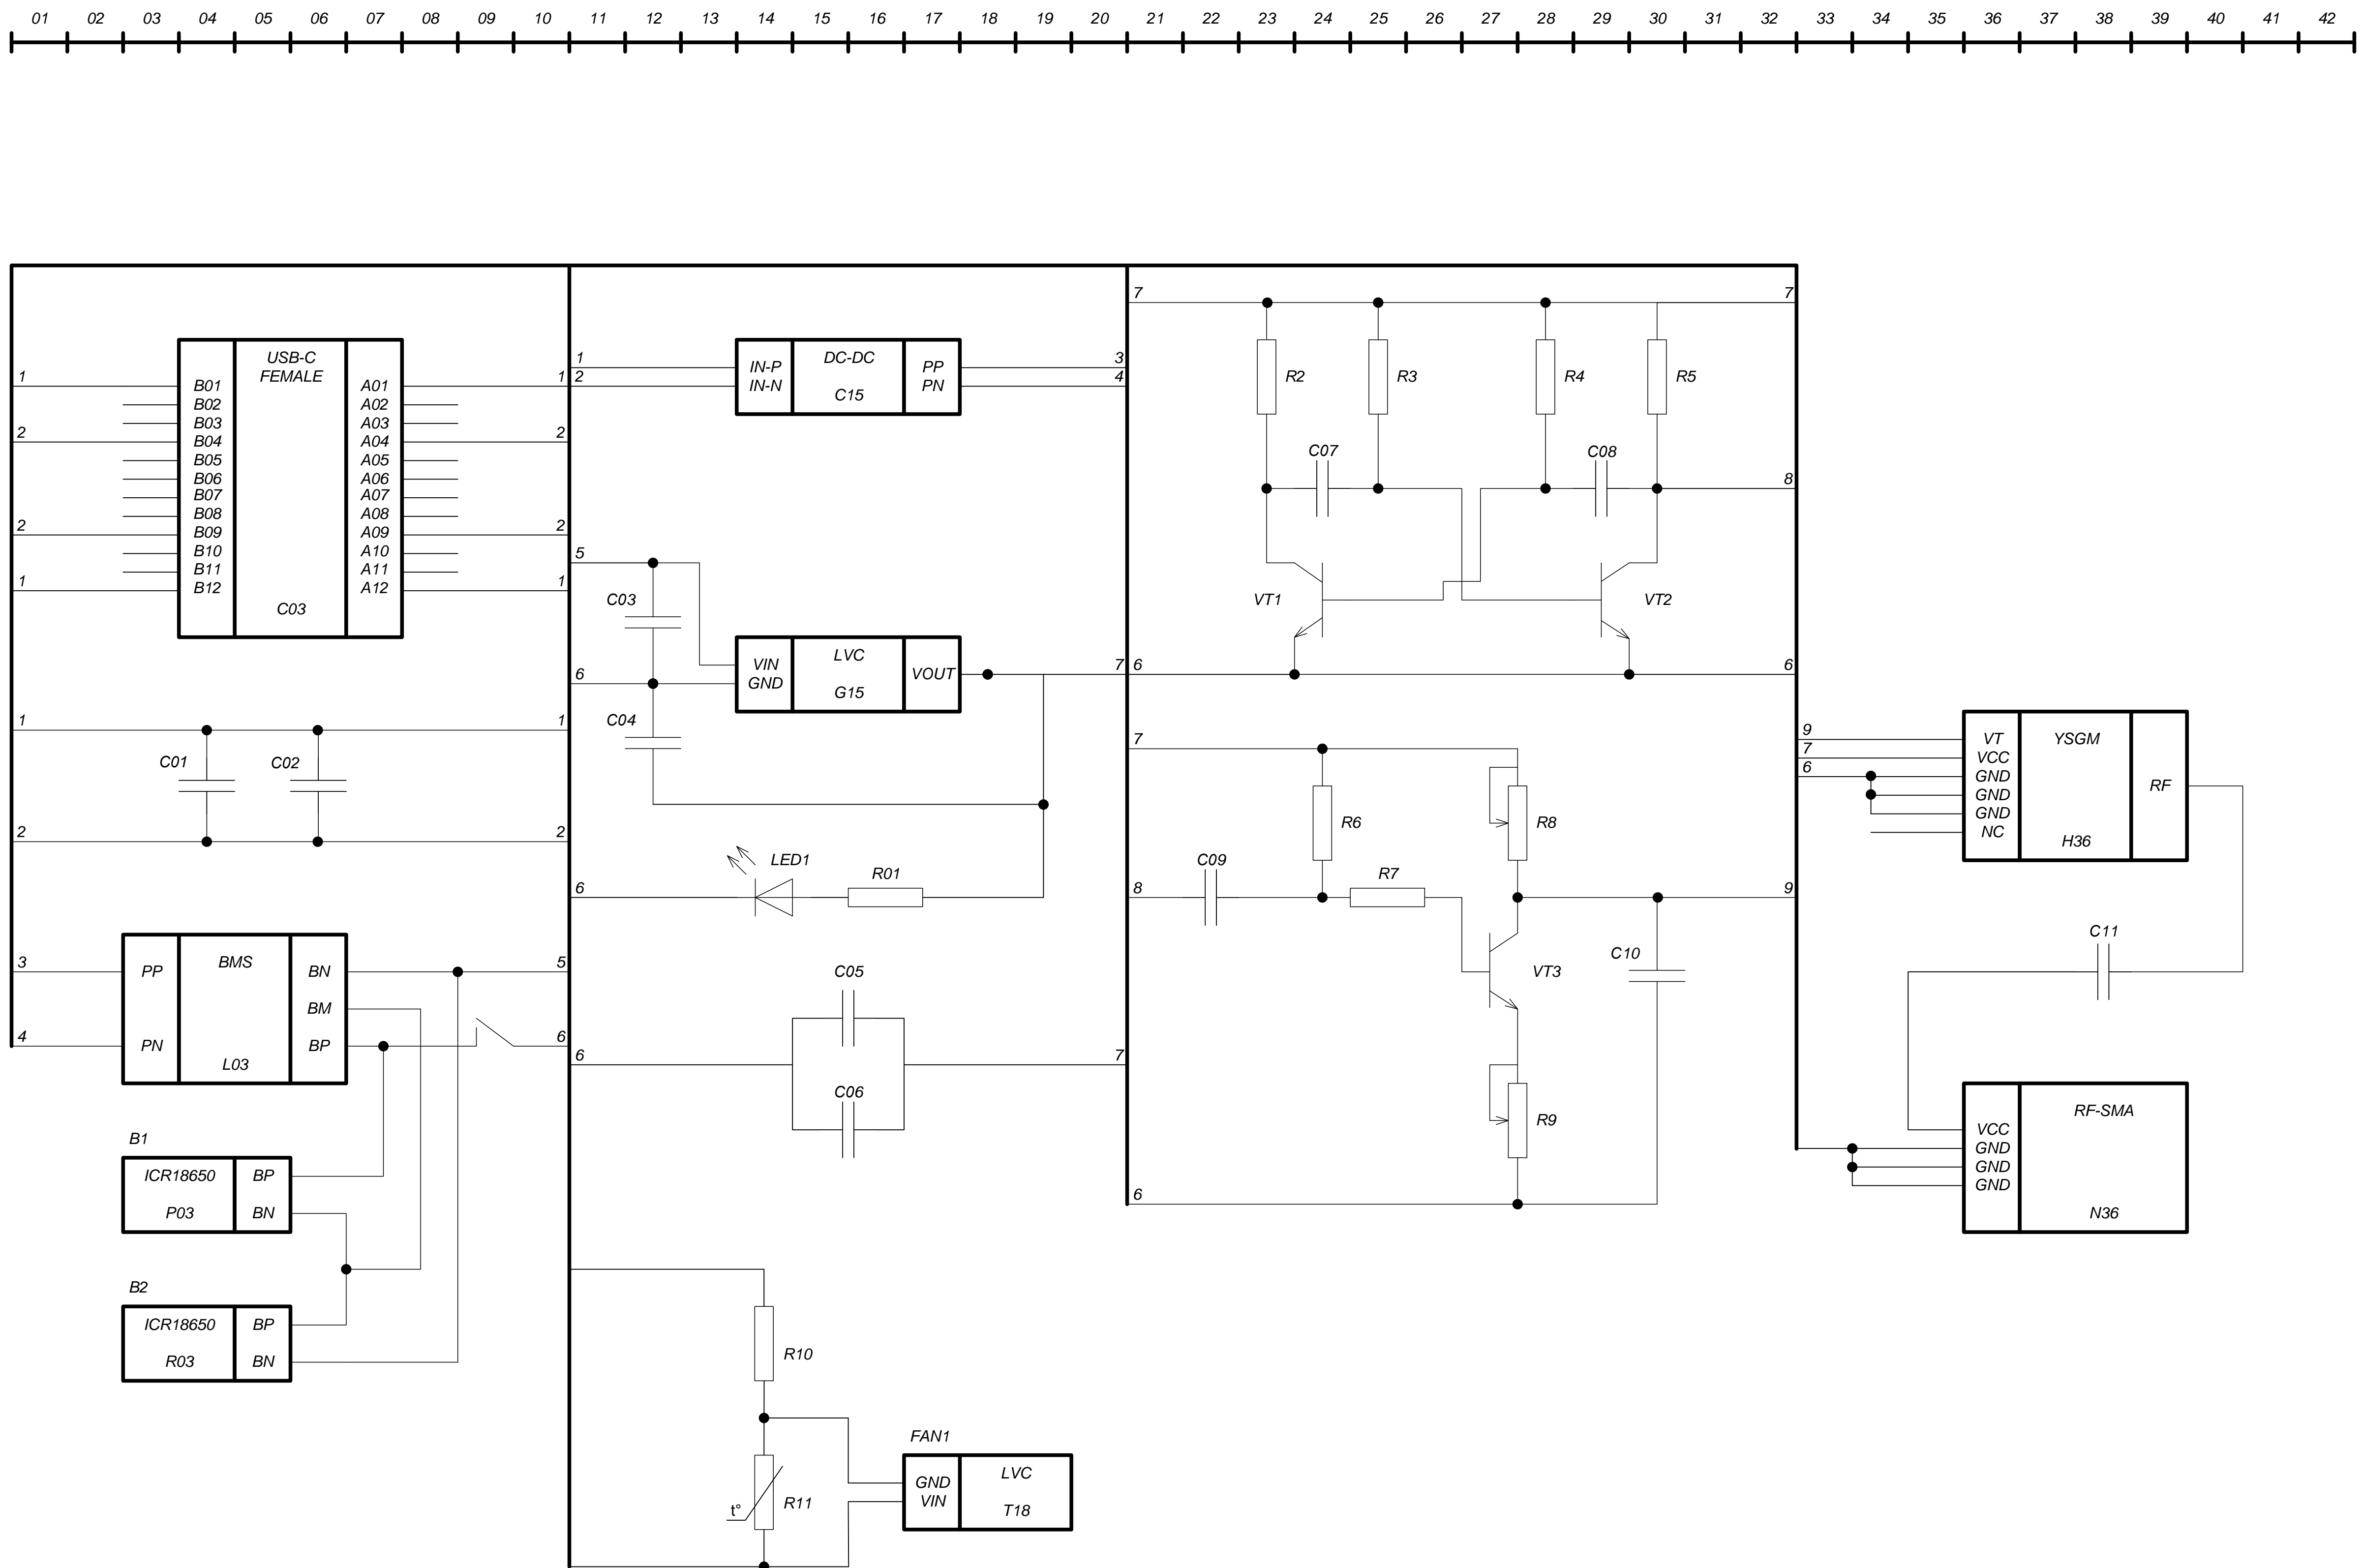 01 02 03 04 05 06 07 08 09 10 11 12 13 14 15 16 17 18 19 20 21 22 23 24 25 26 27 28 29 30 31 32 33 34 35 36 37 38 39 40 41 42
USB-C
FEMALE
C03
1 B01 A01 1
B02 A02
B03 A03
2 B04 A04 2
B05 A05
B06 A06
B07 A07
B08 A08
2 B09 A09 2
B10 A10
B11 A11
1 B12 A12 1
1 1
C01 C02
2 2
BMS
L03
3 PP BN 5
BM
4 PN BP 6
B1
ICR18650 BP
P03 BN
B2
ICR18650 BP
R03 BN
DC-DC
C15
1 IN-P PP 3
2 IN-N PN 4
5
C03
LVC
G15
VIN
6 GND
VOUT 7
C04
LED1 R01
6
C05
6 7
C06
R10
t° R11
FAN1
GND LVC
VIN
T18
7 7
R2 R3 R4 R5
C07 C08
8
VT1 VT2
6 6
7
R6 R8
C09 R7
8 9
VT3 C10
R9
6
9 VT YSGM
7 VCC
6 GND
GND RF
GND
NC H36
C11
RF-SMA
VCC
GND
GND
GND
N36